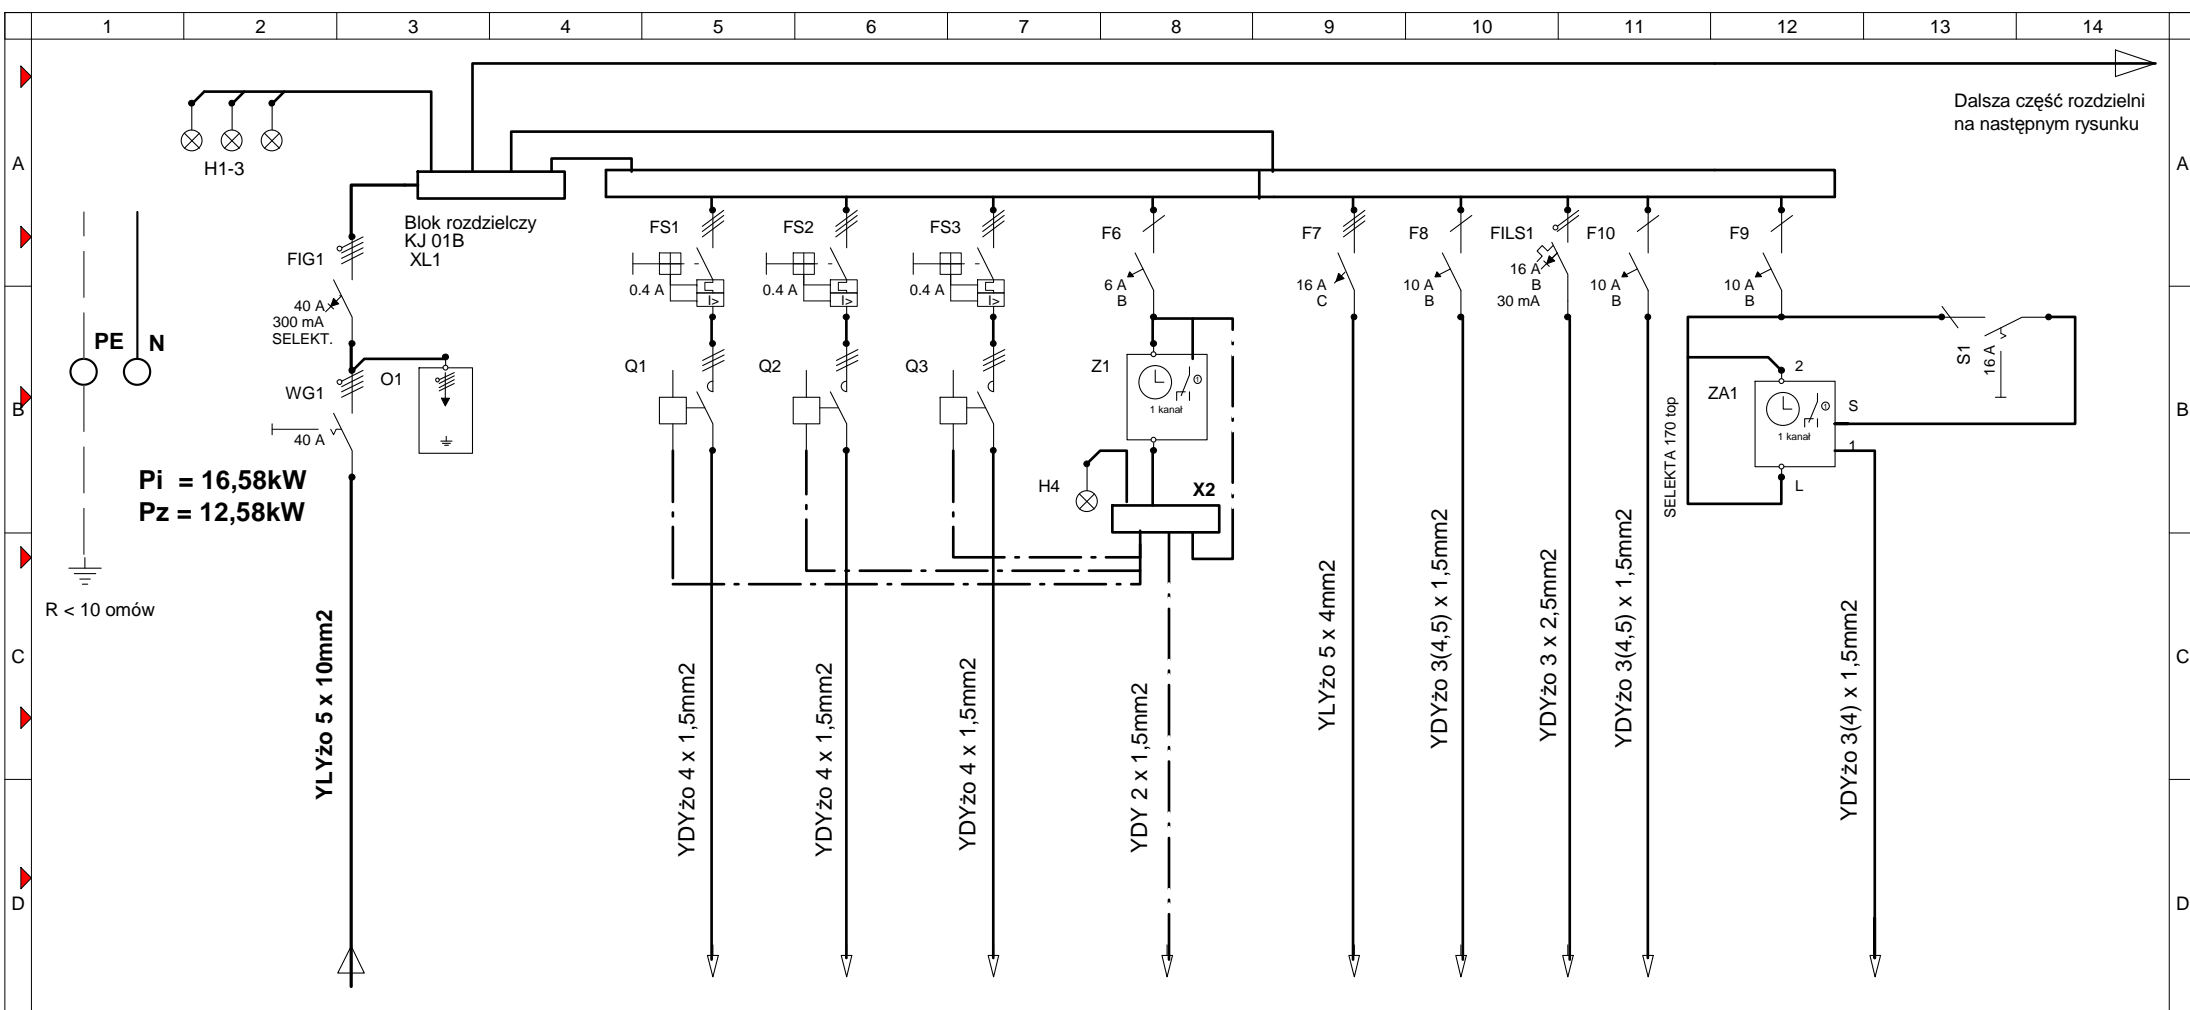 1 2 3 4 5 6 7 8 9 10 11 12 13 14
Dalsza część rozdzielni
na następnym rysunku
A
A
H1-3
Blok rozdzielczy
KJ 01B
XL1
FIG1
40 A
300 mA
SELEKT.
FS1
0.4 A
I>
FS2
0.4 A
I>
FS3
0.4 A
I>
F6
6 A
B
F7
16 A
C
F8
10 A
B
FILS1
16 A
B
30 mA
F10
10 A
B
F9
10 A
B
PE
N
B
B
WG1
40 A
O1
Q1
Q2
Q3
Z1
1 kanał
H4
X2
SELEKTA 170 top
ZA1
2
S
1
L
1 kanał
S1
16 A
Pi = 16,58kW
Pz = 12,58kW
R < 10 omów
C
C
YLYżo 5 x 10mm2
YDYżo 4 x 1,5mm2
YDYżo 4 x 1,5mm2
YDYżo 4 x 1,5mm2
YDY 2 x 1,5mm2
YLYżo 5 x 4mm2
YDYżo 3(4,5) x 1,5mm2
YDYżo 3 x 2,5mm2
YDYżo 3(4,5) x 1,5mm2
YDYżo 3(4) x 1,5mm2
D
D